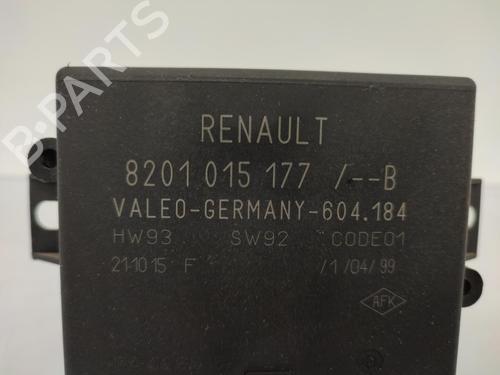 RENAULT
8201 015 177 /--B
VALEO-GERMANY-604.184
HW93 SW92 CODE01
211015 F /1/04/99
AFK
B-PARTS